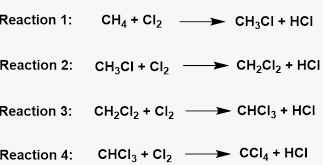 Reaction 1: CH₄ + Cl₂ ⟶ CH₃Cl + HCl
Reaction 2: CH₃Cl + Cl₂ ⟶ CH₂Cl₂ + HCl
Reaction 3: CH₂Cl₂ + Cl₂ ⟶ CHCl₃ + HCl
Reaction 4: CHCl₃ + Cl₂ ⟶ CCl₄ + HCl